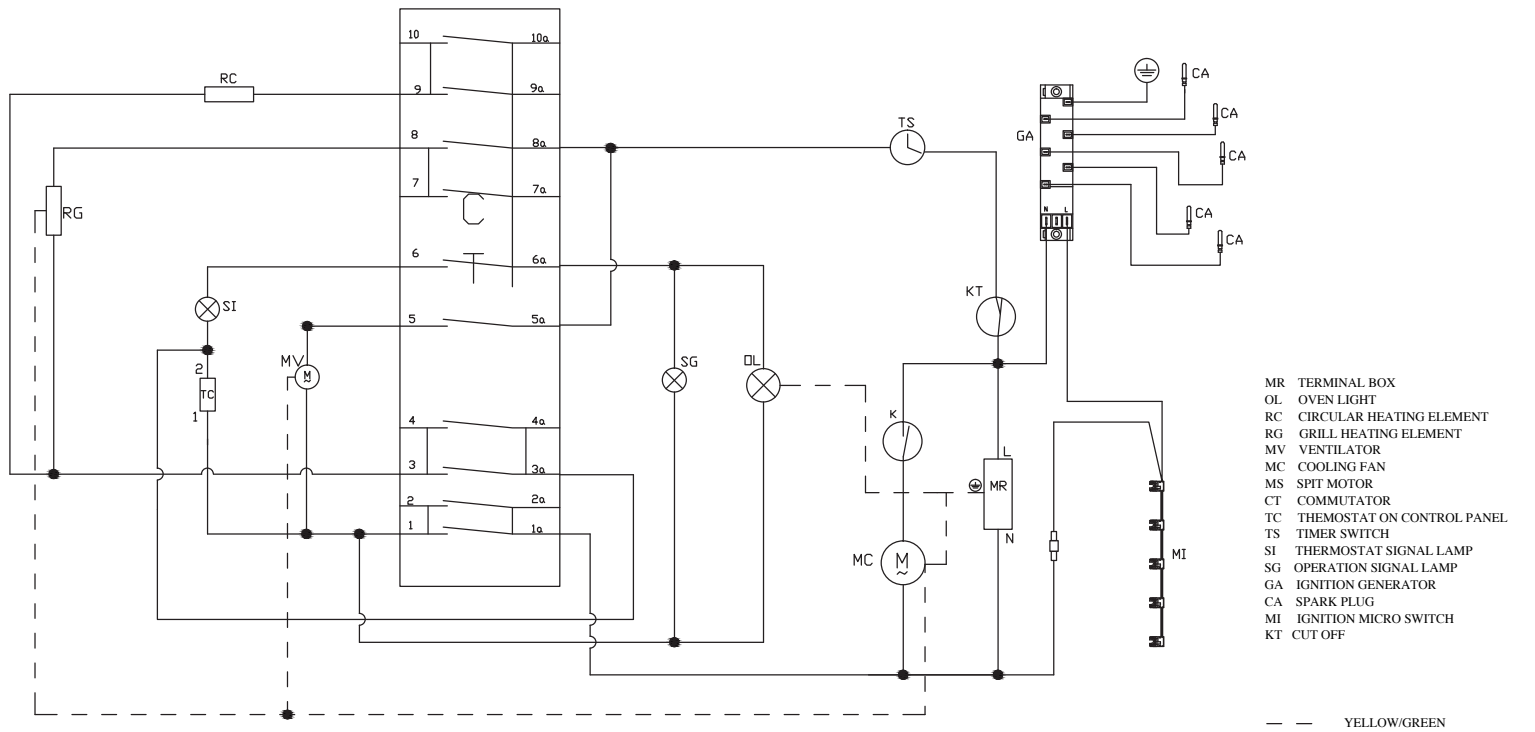 10
10a
RC
9
9a
CA
CA
TS
GA
8
8a
CA
7
7a
C
RG
N L
CA
CA
6
T
6a
SI
KT
5
5a
MV
M
~
SG
OL
2
TC
1
K
4
4a
3
3a
L
MR
N
2
2a
1
1a
MC
M
~
MI
MR TERMINAL BOX
OL OVEN LIGHT
RC CIRCULAR HEATING ELEMENT
RG GRILL HEATING ELEMENT
MV VENTILATOR
MC COOLING FAN
MS SPIT MOTOR
CT COMMUTATOR
TC THEMOSTAT ON CONTROL PANEL
TS TIMER SWITCH
SI THERMOSTAT SIGNAL LAMP
SG OPERATION SIGNAL LAMP
GA IGNITION GENERATOR
CA SPARK PLUG
MI IGNITION MICRO SWITCH
KT CUT OFF
YELLOW/GREEN